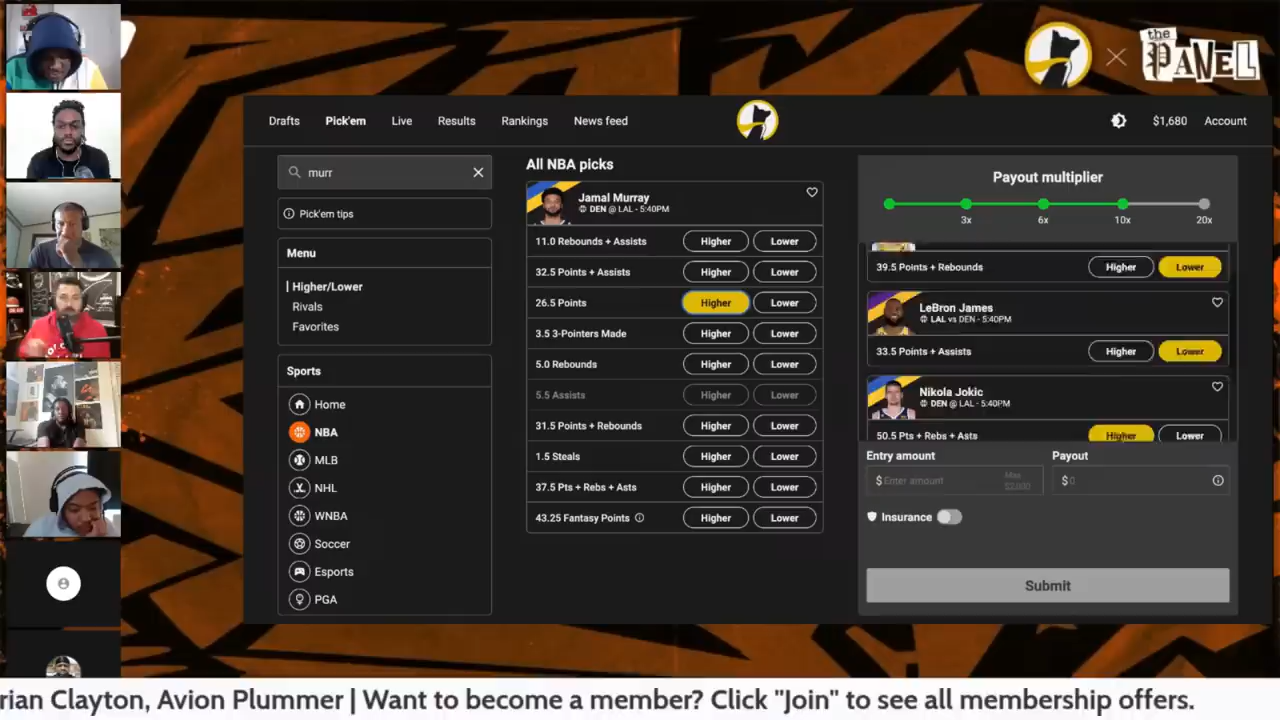 the
PANEL
Drafts
Pick'em
Live
Results
Rankings
News feed
$1,680
Account
murr
Pick'em tips
Menu
Higher/Lower
Rivals
Favorites
Sports
Home
NBA
MLB
NHL
WNBA
Soccer
Esports
PGA
All NBA picks
Jamal Murray
DEN @ LAL - 5:40PM
11.0 Rebounds + Assists Higher Lower
32.5 Points + Assists Higher Lower
26.5 Points Higher Lower
3.5 3-Pointers Made Higher Lower
5.0 Rebounds Higher Lower
5.5 Assists Higher Lower
31.5 Points + Rebounds Higher Lower
1.5 Steals Higher Lower
37.5 Pts + Rebs + Asts Higher Lower
43.25 Fantasy Points Higher Lower
Payout multiplier
3x 6x 10x 20x
39.5 Points + Rebounds Higher Lower
LeBron James
LAL vs DEN - 5:40PM
33.5 Points + Assists Higher Lower
Nikola Jokic
DEN @ LAL - 5:40PM
50.5 Pts + Rebs + Asts Higher Lower
Entry amount Payout
$ Enter amount Max $ 0
$3,000
Insurance
Submit
rian Clayton, Avion Plummer | Want to become a member? Click "Join" to see all membership offers.